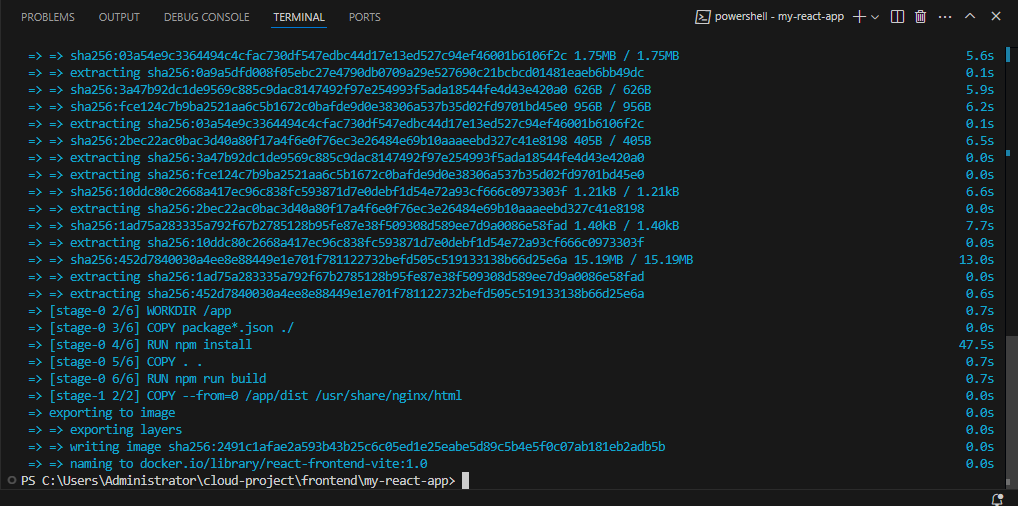 PROBLEMS OUTPUT DEBUG CONSOLE TERMINAL PORTS powershell - my-react-app
=> => sha256:03a54e9c3364494c4cfac730df547edbc44d17e13ed527c94ef46001b6106f2c 1.75MB / 1.75MB 5.6s
=> => extracting sha256:0a9a5dfd008f05ebc27e4790db0709a29e527690c21bcbcd01481eaeb6bb49dc 0.1s
=> => sha256:3a47b92dc1de9569c885c9dac8147492f97e254993f5ada18544fe4d43e420a0 626B / 626B 5.9s
=> => sha256:fce124c7b9ba2521aa6c5b1672c0bafde9d0e38306a537b35d02fd9701bd45e0 956B / 956B 6.2s
=> => extracting sha256:03a54e9c3364494c4cfac730df547edbc44d17e13ed527c94ef46001b6106f2c 0.1s
=> => sha256:2bec22ac0bac3d40a80f17a4f6e0f76ec3e26484e69b10aaaeebd327c41e8198 405B / 405B 6.5s
=> => extracting sha256:3a47b92dc1de9569c885c9dac8147492f97e254993f5ada18544fe4d43e420a0 0.0s
=> => extracting sha256:fce124c7b9ba2521aa6c5b1672c0bafde9d0e38306a537b35d02fd9701bd45e0 0.0s
=> => sha256:10ddc80c2668a417ec96c838fc593871d7e0debf1d54e72a93cf666c0973303f 1.21kB / 1.21kB 6.6s
=> => extracting sha256:2bec22ac0bac3d40a80f17a4f6e0f76ec3e26484e69b10aaaeebd327c41e8198 0.0s
=> => sha256:1ad75a283335a792f67b2785128b95fe87e38f509308d589ee7d9a0086e58fad 1.40kB / 1.40kB 7.7s
=> => extracting sha256:10ddc80c2668a417ec96c838fc593871d7e0debf1d54e72a93cf666c0973303f 0.0s
=> => sha256:452d7840030a4ee8e88449e1e701f781122732befd505c519133138b66d25e6a 15.19MB / 15.19MB 13.0s
=> => extracting sha256:1ad75a283335a792f67b2785128b95fe87e38f509308d589ee7d9a0086e58fad 0.0s
=> => extracting sha256:452d7840030a4ee8e88449e1e701f781122732befd505c519133138b66d25e6a 0.6s
=> [stage-0 2/6] WORKDIR /app 0.7s
=> [stage-0 3/6] COPY package*.json ./ 0.0s
=> [stage-0 4/6] RUN npm install 47.5s
=> [stage-0 5/6] COPY . . 0.7s
=> [stage-0 6/6] RUN npm run build 0.7s
=> [stage-1 2/2] COPY --from=0 /app/dist /usr/share/nginx/html 0.0s
=> exporting to image 0.0s
=> => exporting layers 0.0s
=> => writing image sha256:2491c1afae2a593b43b25c6c05ed1e25eabe5d89c5b4e5f0c07ab181eb2adb5b 0.0s
=> => naming to docker.io/library/react-frontend-vite:1.0 0.0s
PS C:\Users\Administrator\cloud-project\frontend\my-react-app>